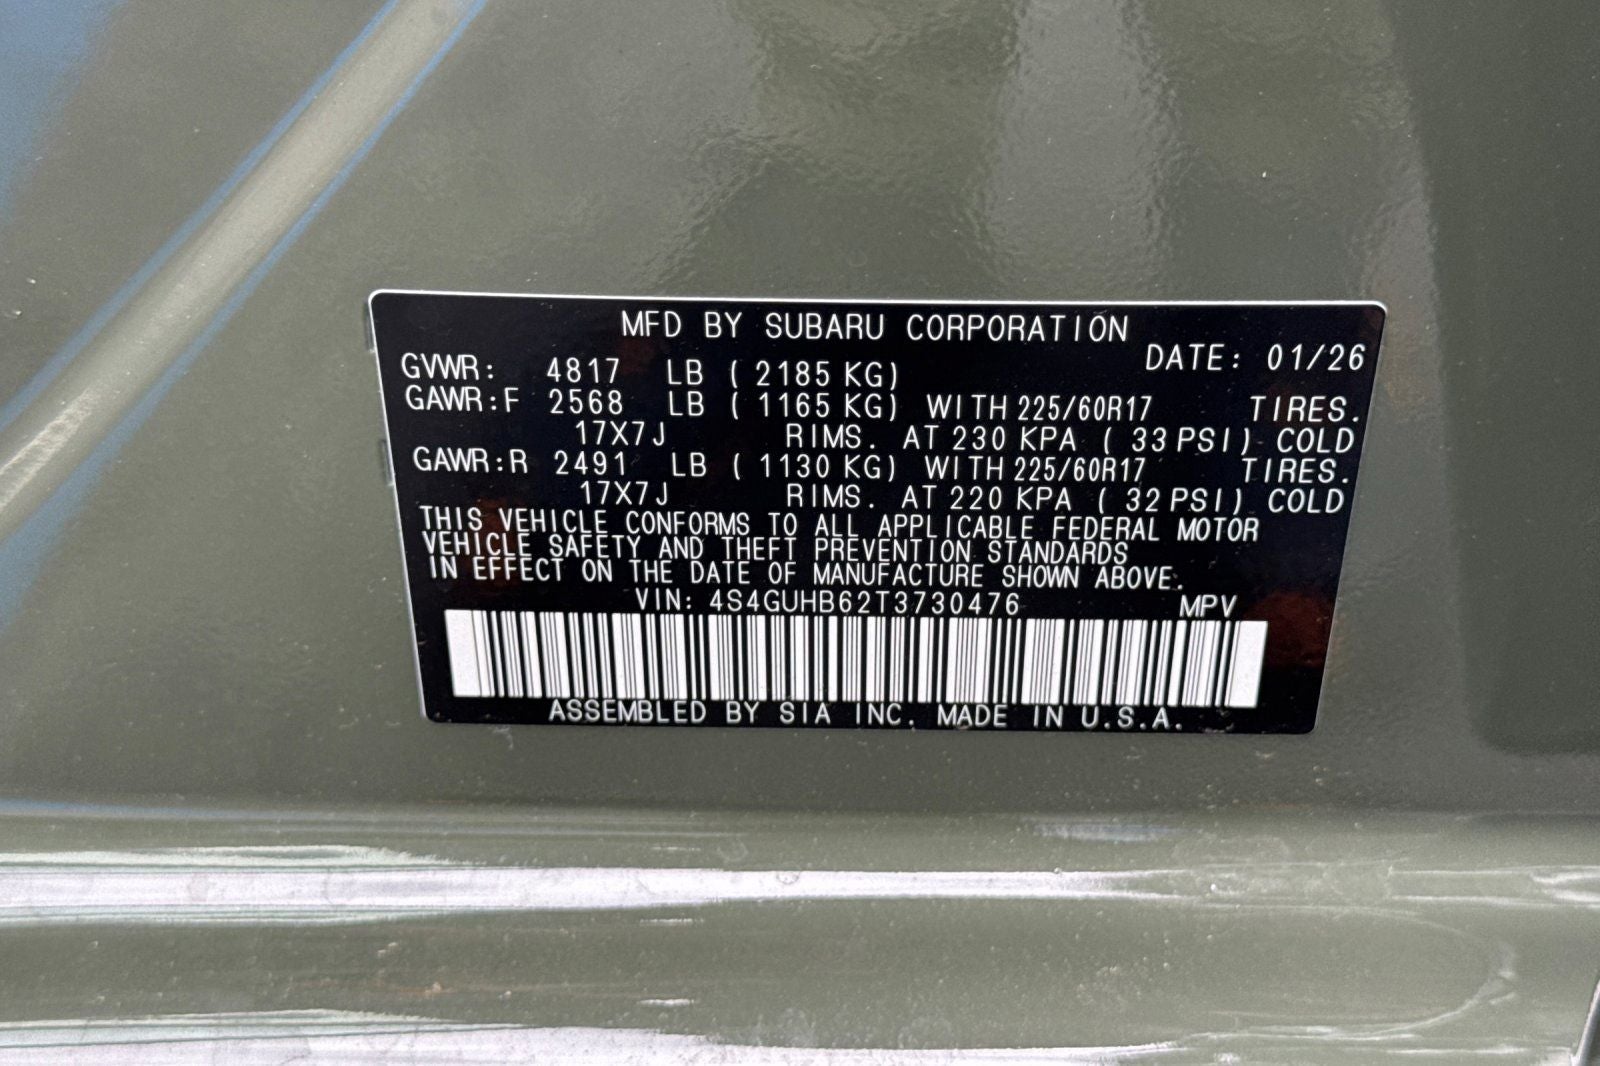 MFD BY SUBARU CORPORATION
DATE: 01/26
GVWR: 4817 LB (2185 KG)
GAWR:F 2568 LB (1165 KG) WITH 225/60R17 TIRES.
17X7J RIMS. AT 230 KPA (33 PSI) COLD
GAWR:R 2491 LB (1130 KG) WITH 225/60R17 TIRES.
17X7J RIMS. AT 220 KPA (32 PSI) COLD
THIS VEHICLE CONFORMS TO ALL APPLICABLE FEDERAL MOTOR
VEHICLE SAFETY AND THEFT PREVENTION STANDARDS
IN EFFECT ON THE DATE OF MANUFACTURE SHOWN ABOVE.
VIN: 4S4GUHB62T3730476 MPV
ASSEMBLED BY SIA INC. MADE IN U.S.A.